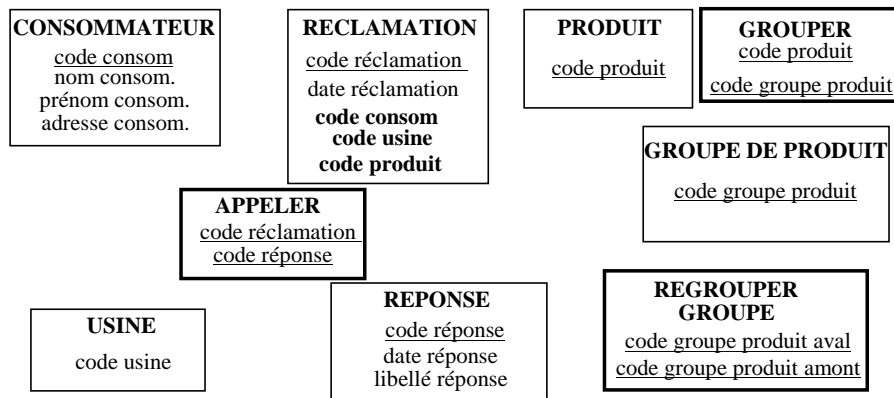 CONSOMMATEUR
code consom
nom consom.
prénom consom.
adresse consom.
RECLAMATION
code réclamation
date réclamation
code consom
code usine
code produit
PRODUIT
code produit
GROUPER
code produit
code groupe produit
GROUPE DE PRODUIT
code groupe produit
APPELER
code réclamation
code réponse
USINE
code usine
REPONSE
code réponse
date réponse
libellé réponse
REGROUPER
GROUPE
code groupe produit aval
code groupe produit amont